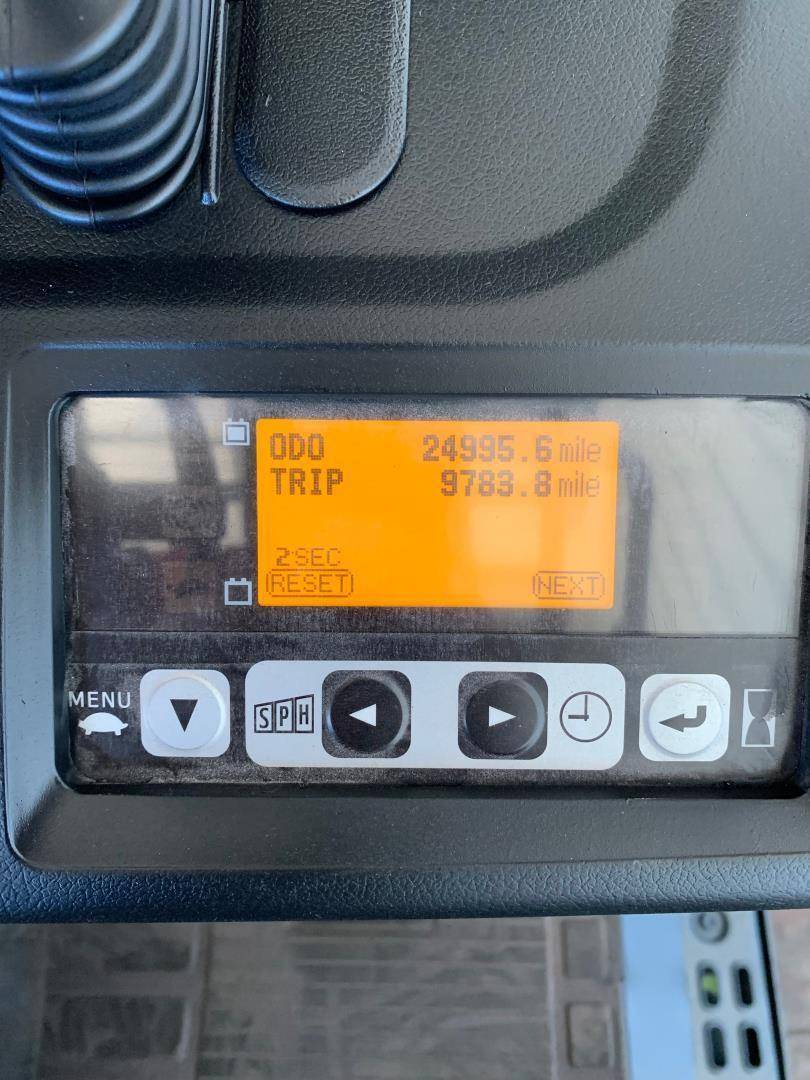 ODO 24995.6 mile
TRIP 9783.8 mile
2 SEC
RESET NEXT
MENU SPH